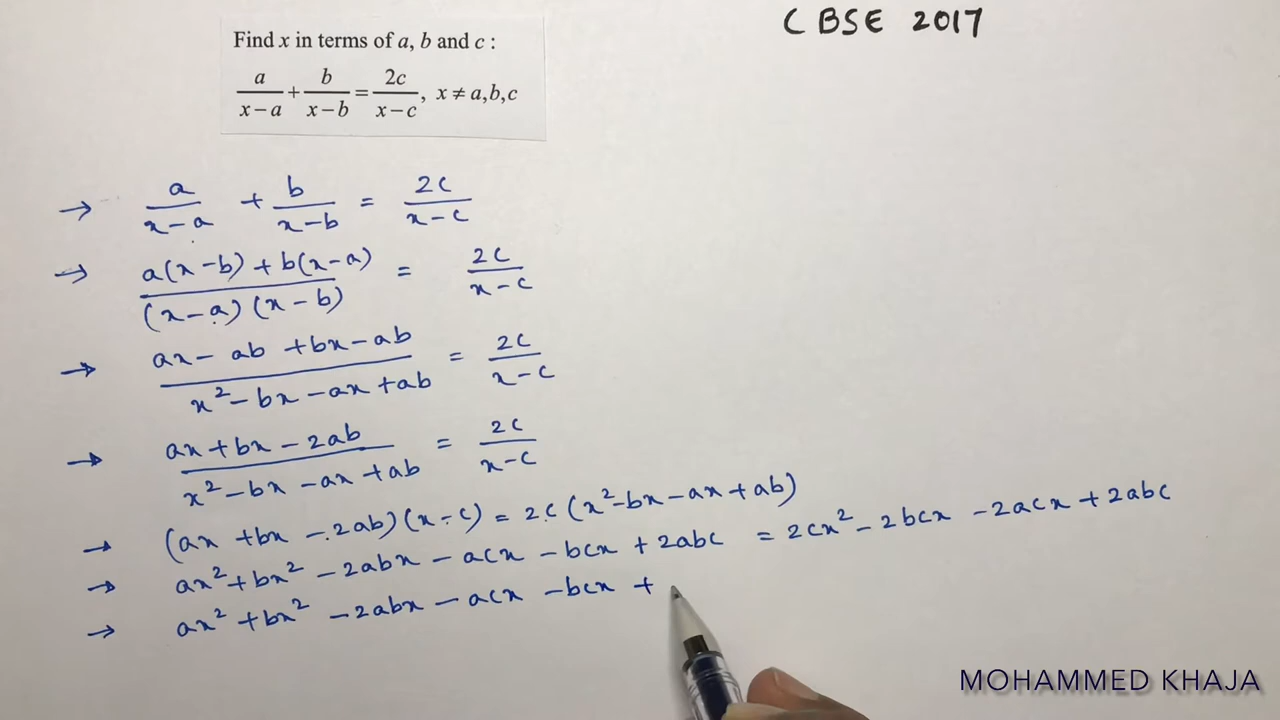 CBSE 2017
Find x in terms of a, b and c :
a/(x−a) + b/(x−b) = 2c/(x−c), x ≠ a,b,c
→ a/(x−a) + b/(x−b) = 2c/(x−c)
→ (a(x−b) + b(x−a))/((x−a)(x−b)) = 2c/(x−c)
→ (ax − ab + bx − ab)/(x² − bx − ax + ab) = 2c/(x−c)
→ (ax + bx − 2ab)/(x² − bx − ax + ab) = 2c/(x−c)
→ (ax + bx − 2ab)(x − c) = 2c(x² − bx − ax + ab)
→ ax² + bx² − 2abx − acx − bcx + 2abc = 2cx² − 2bcx − 2acx + 2abc
→ ax² + bx² − 2abx − acx − bcx +
MOHAMMED KHAJA